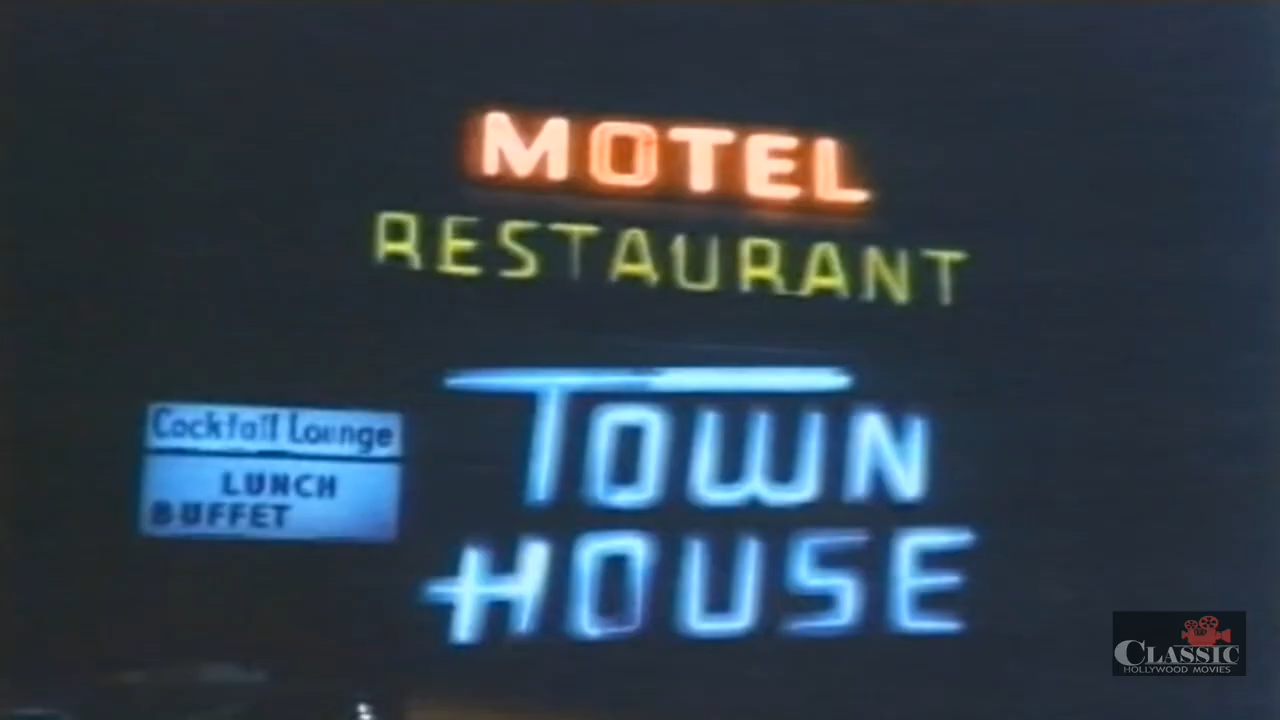 MOTEL
RESTAURANT
TOWN
HOUSE
Cocktail Lounge
LUNCH
BUFFET
CLASSIC
HOLLYWOOD MOVIES